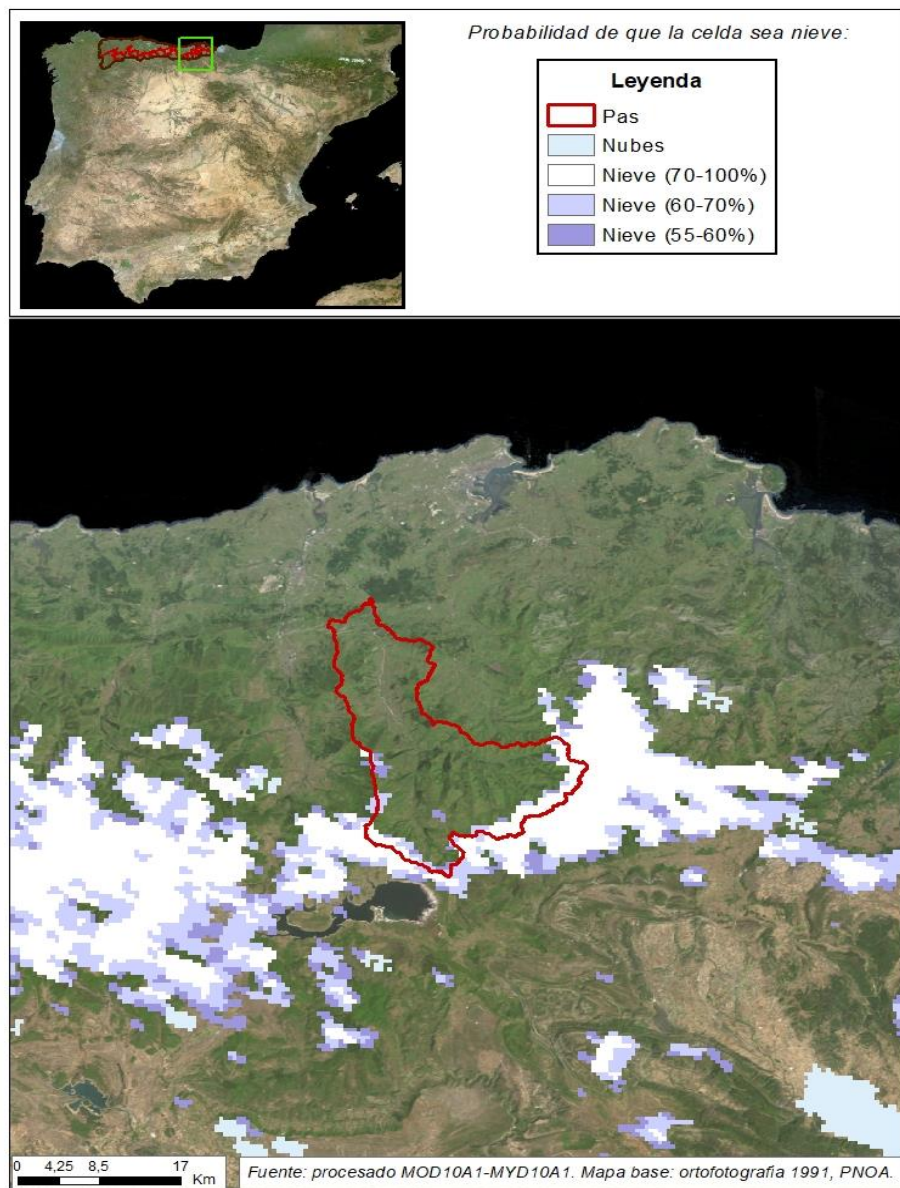 Probabilidad de que la celda sea nieve:
Leyenda
Pas
Nubes
Nieve (70-100%)
Nieve (60-70%)
Nieve (55-60%)
0 4,25 8,5 17
Km
Fuente: procesado MOD10A1-MYD10A1. Mapa base: ortofotografía 1991, PNOA.